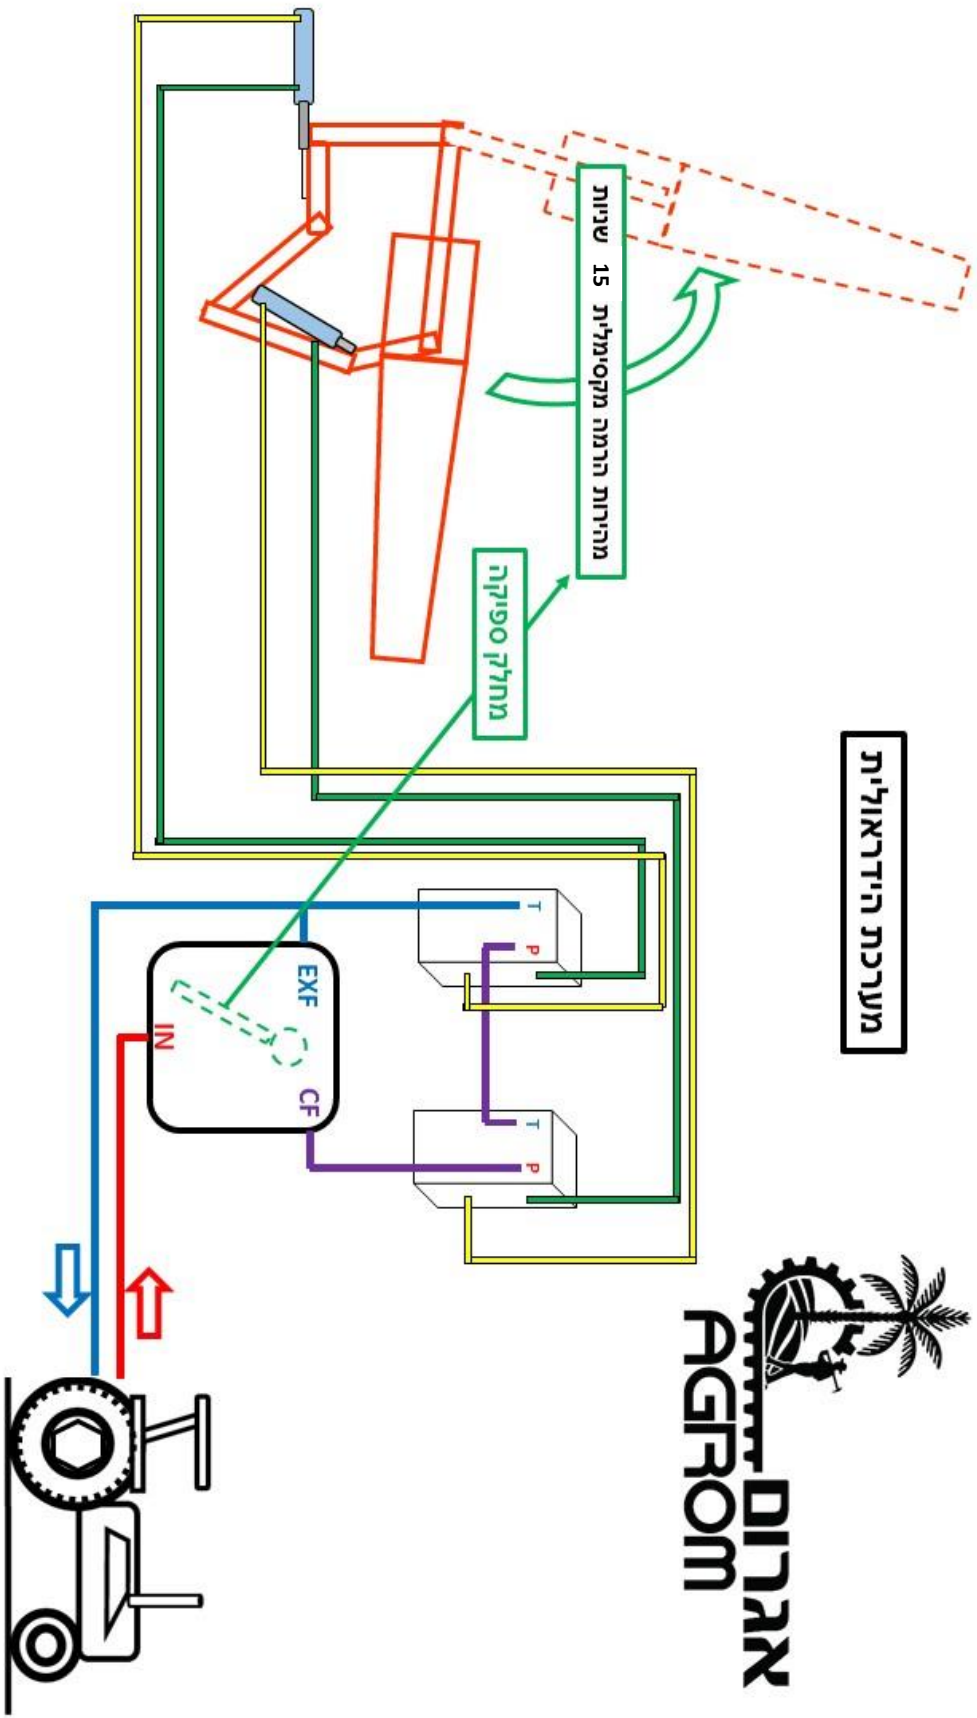 מערכת הידראולית
אגרום
AGROM
מהירות הרמה מקסימלית 15 שניות
מחלק ספיקה
T
P
T
P
EXF
IN
CF